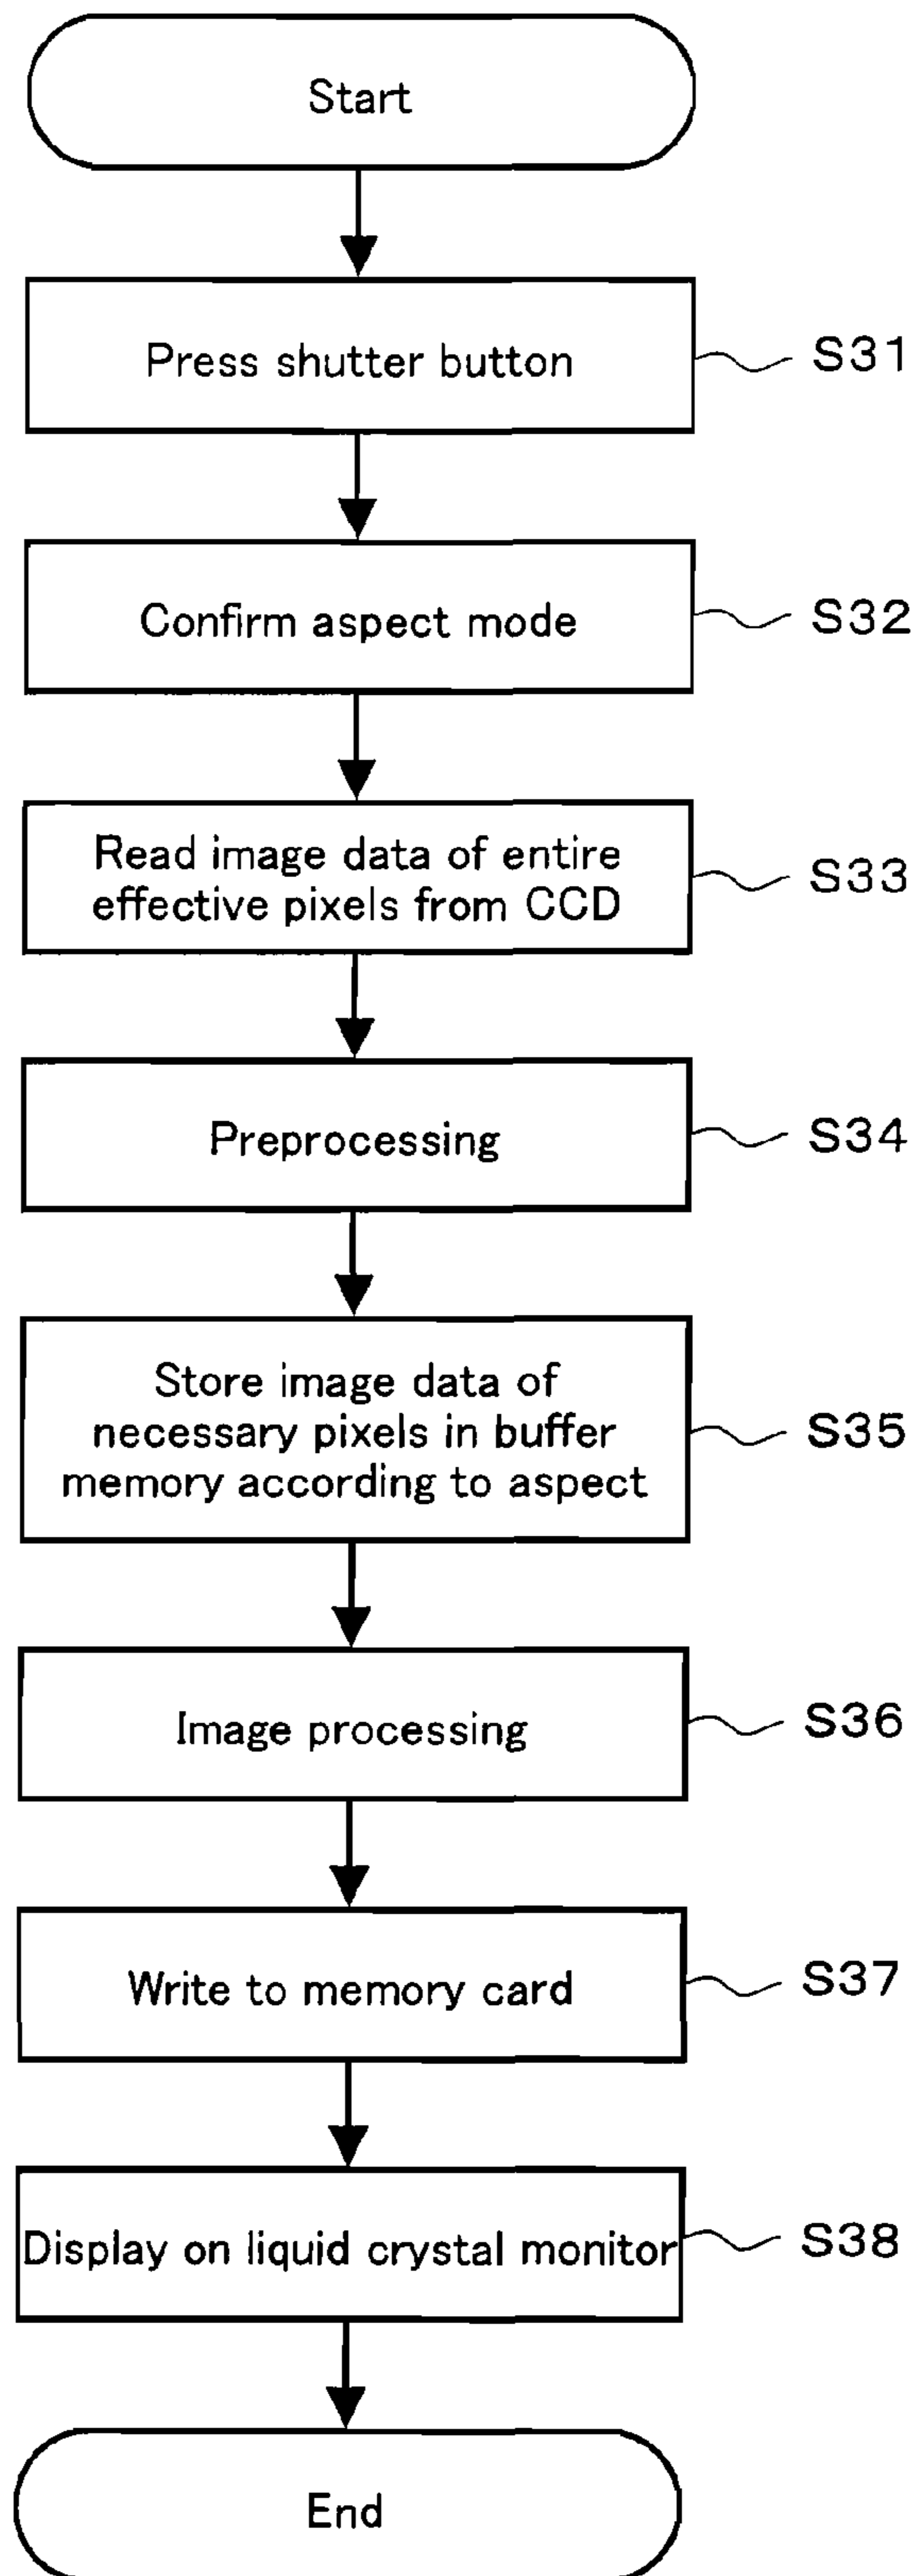 Start
Press shutter button
S31
Confirm aspect mode
S32
Read image data of entire
effective pixels from CCD
S33
Preprocessing
S34
Store image data of
necessary pixels in buffer
memory according to aspect
S35
Image processing
S36
Write to memory card
S37
Display on liquid crystal monitor
S38
End